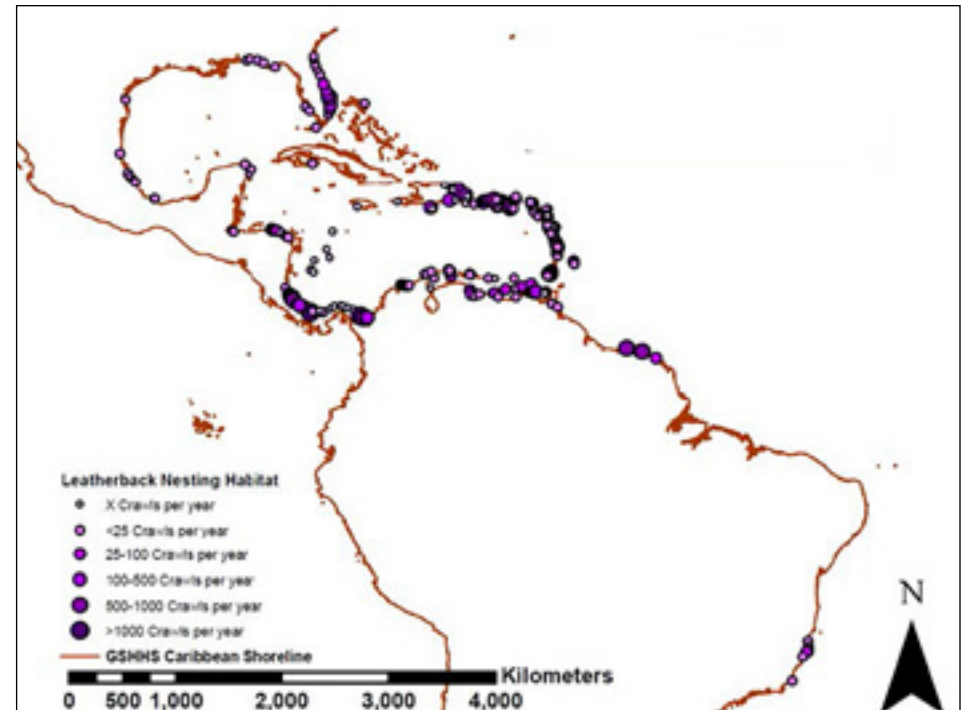 Leatherback Nesting Habitat
X Crawls per year
<25 Crawls per year
25-100 Crawls per year
100-500 Crawls per year
500-1000 Crawls per year
>1000 Crawls per year
GSHHS Caribbean Shoreline
N
Kilometers
0 500 1,000 2,000 3,000 4,000